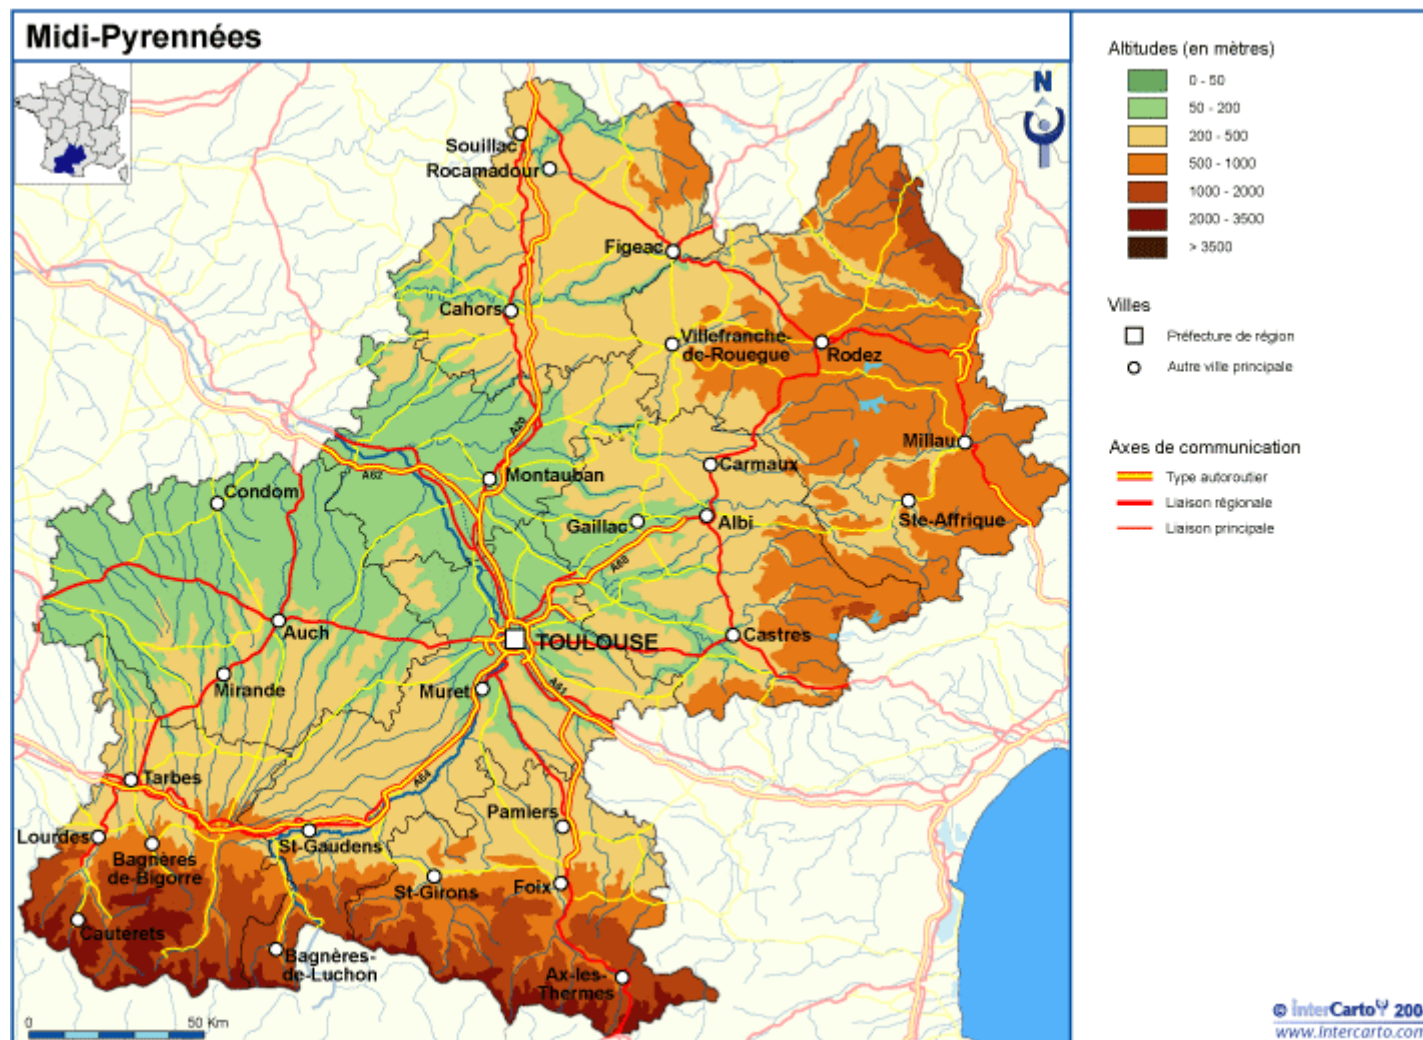 Midi-Pyrennées
N
Souillac
Rocamadour
Figeac
Cahors
Villefranche-
de-Rouegue
Rodez
A20
Millau
A62
Montauban
Carmaux
Condom
Gaillac
Albi
Ste-Affrique
A68
Auch
TOULOUSE
Castres
Mirande
Muret
A61
Tarbes
A64
Pamiers
Lourdes
St-Gaudens
Bagnères
de-Bigorre
St-Girons
Foix
Cauterets
Bagnères-
de-Luchon
Ax-les-
Thermes
0
50 Km
Altitudes (en mètres)
0 - 50
50 - 200
200 - 500
500 - 1000
1000 - 2000
2000 - 3500
> 3500
Villes
Préfecture de région
Autre ville principale
Axes de communication
Type autoroutier
Liaison régionale
Liaison principale
© InterCarto 200
www.Intercarto.com